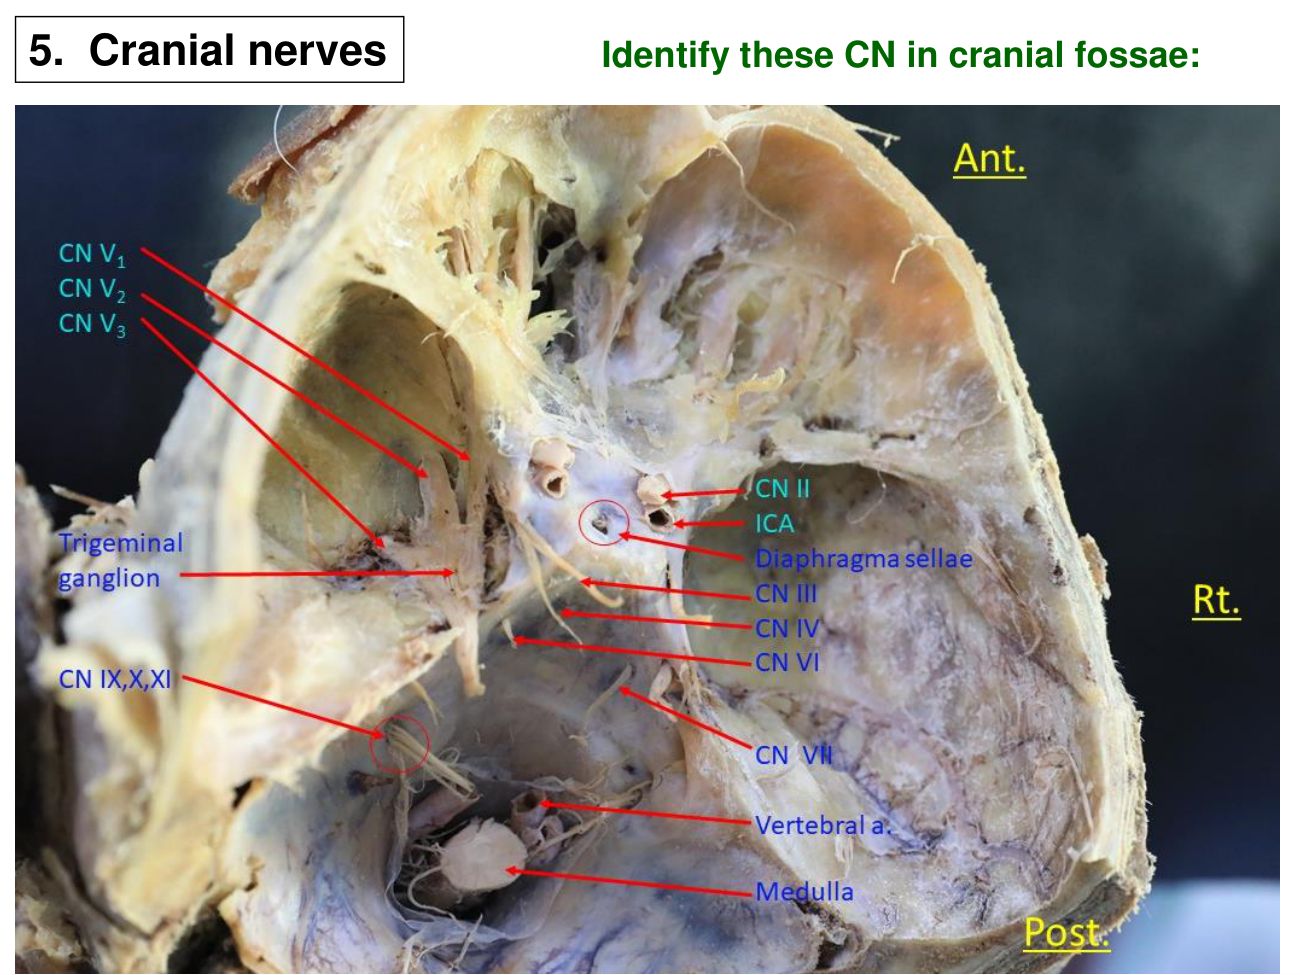 5. Cranial nerves
Identify these CN in cranial fossae:
Ant.
CN V₁
CN V₂
CN V₃
CN II
ICA
Trigeminal
ganglion
Diaphragma sellae
CN III
Rt.
CN IV
CN VI
CN IX,X,XI
CN VII
Vertebral a.
Medulla
Post.